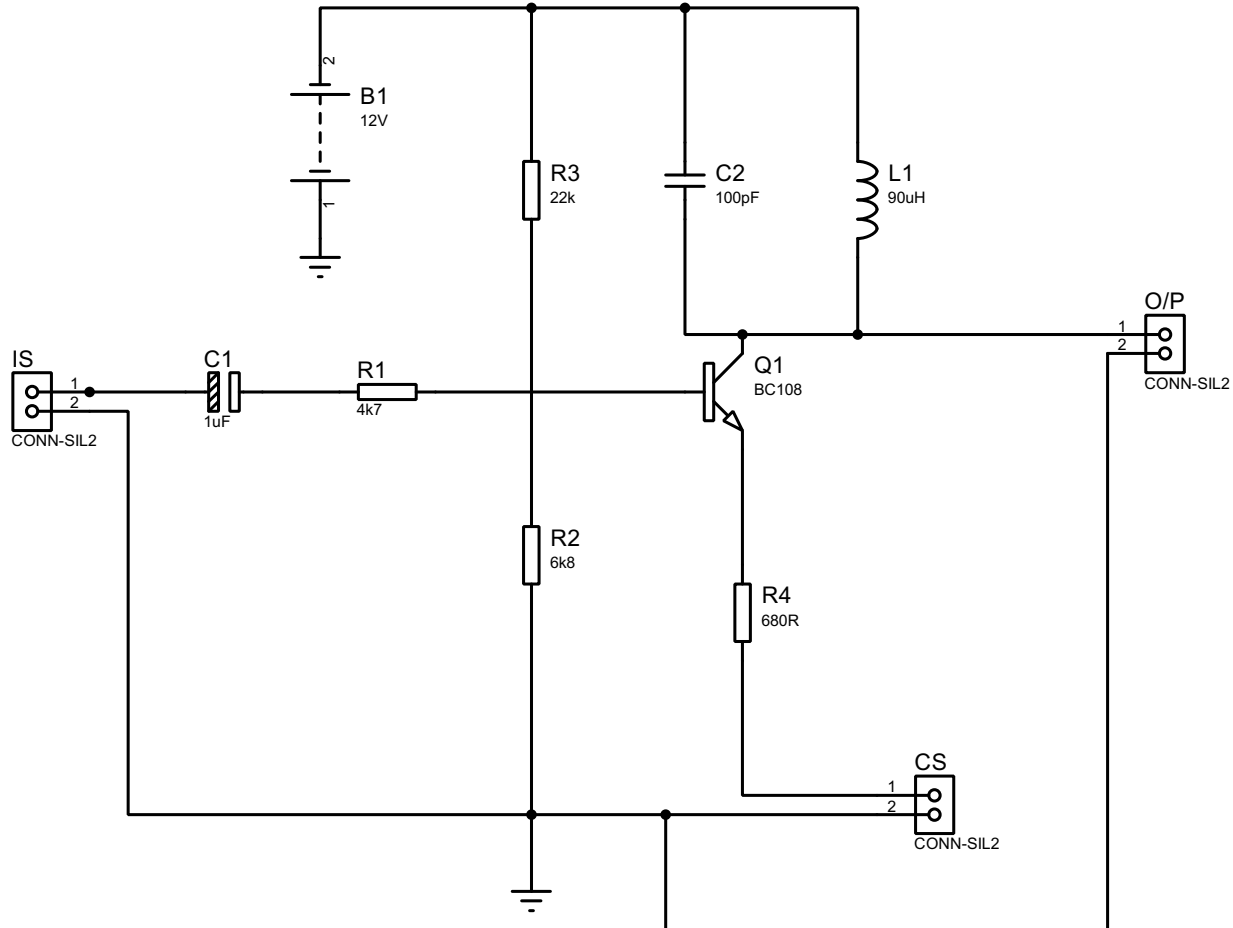 2
B1
12V
1
R3
22k
C2
100pF
L1
90uH
O/P
1
2
CONN-SIL2
IS
1
2
CONN-SIL2
C1
1uF
R1
4k7
Q1
BC108
R2
6k8
R4
680R
CS
1
2
CONN-SIL2